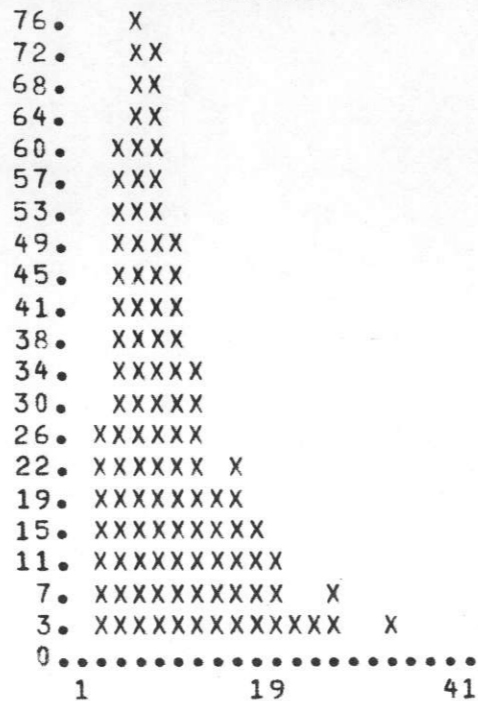 76.   X
72.   XX
68.   XX
64.   XX
60.  XXX
57.  XXX
53.  XXX
49.  XXXX
45.  XXXX
41.  XXXX
38.  XXXX
34.  XXXXX
30.  XXXXX
26. XXXXXX
22. XXXXXX X
19. XXXXXXXX
15. XXXXXXXXX
11. XXXXXXXXXX
7. XXXXXXXXXX  X
3. XXXXXXXXXXXXX  X
0.......................
1 19 41